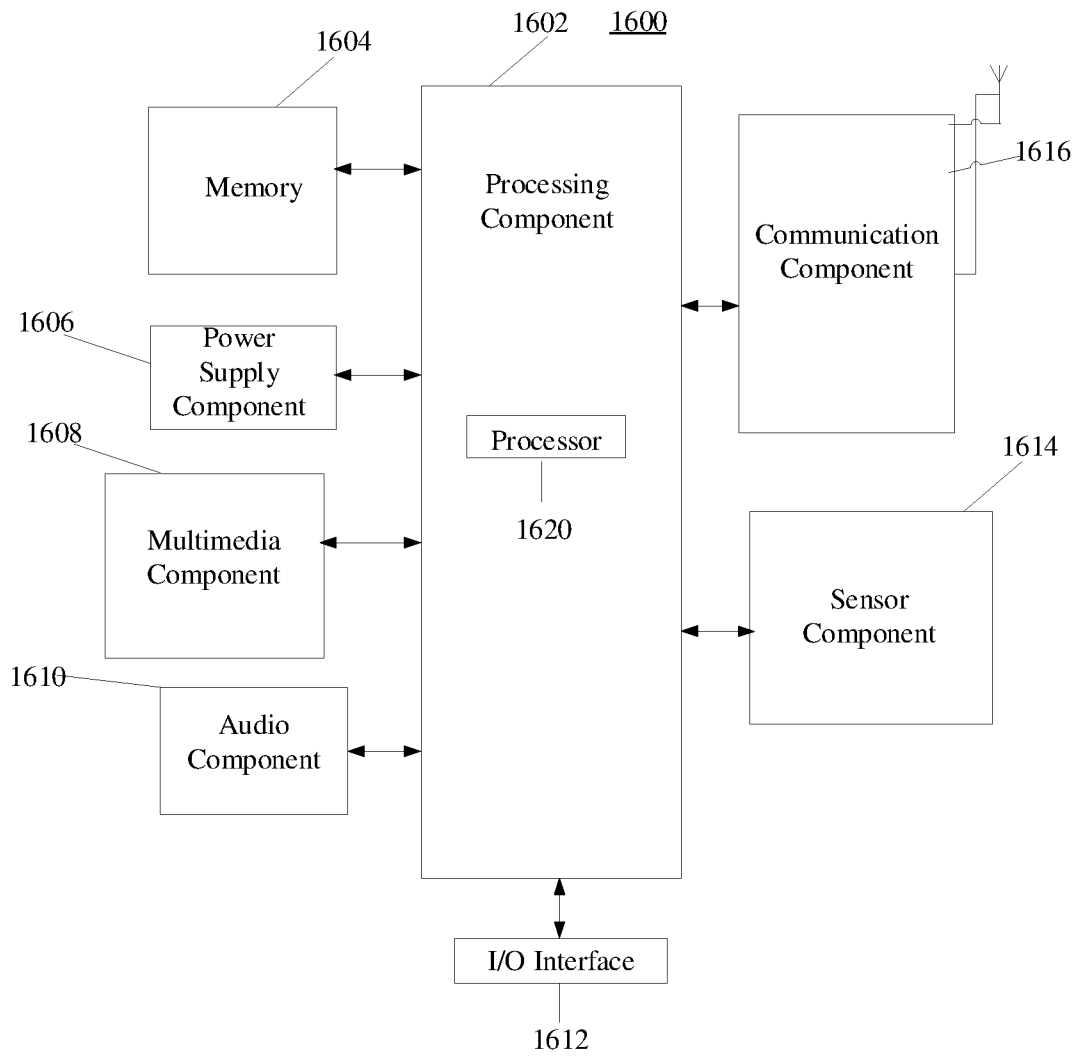 1600
1602
1604
Memory
Processing
Component
1616
Communication
Component
1606
Power
Supply
Component
Processor
1620
1608
Multimedia
Component
1614
Sensor
Component
1610
Audio
Component
I/O Interface
1612